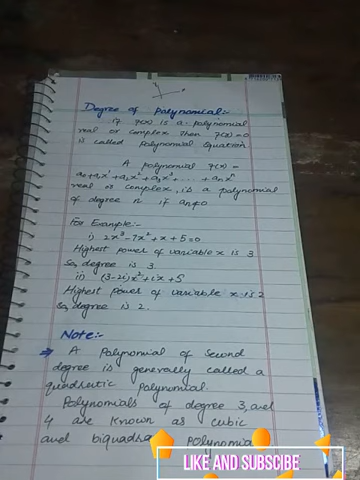 Degree of Polynomial:-
If f(x) is a polynomial
real or complex then f(x)=0
is called Polynomial Equation
A polynomial f(x) =
a₀+a₁x¹+a₂x²+a₃x³+....+aₙxⁿ
real or complex, is a polynomial
of degree n if aₙ≠0
For Example:-
i) 2x³-7x²+x+5=0
Highest power of variable x is 3
So, degree is 3.
ii) (3-2i)x²+ix+5
Highest power of variable x is 2
So, degree is 2.
Note:-
A Polynomial of second
degree is generally called a
quadratic polynomial.
Polynomials of degree 3, and
4 are known as cubic
and biquadra Polynomia
LIKE AND SUBSCIBE